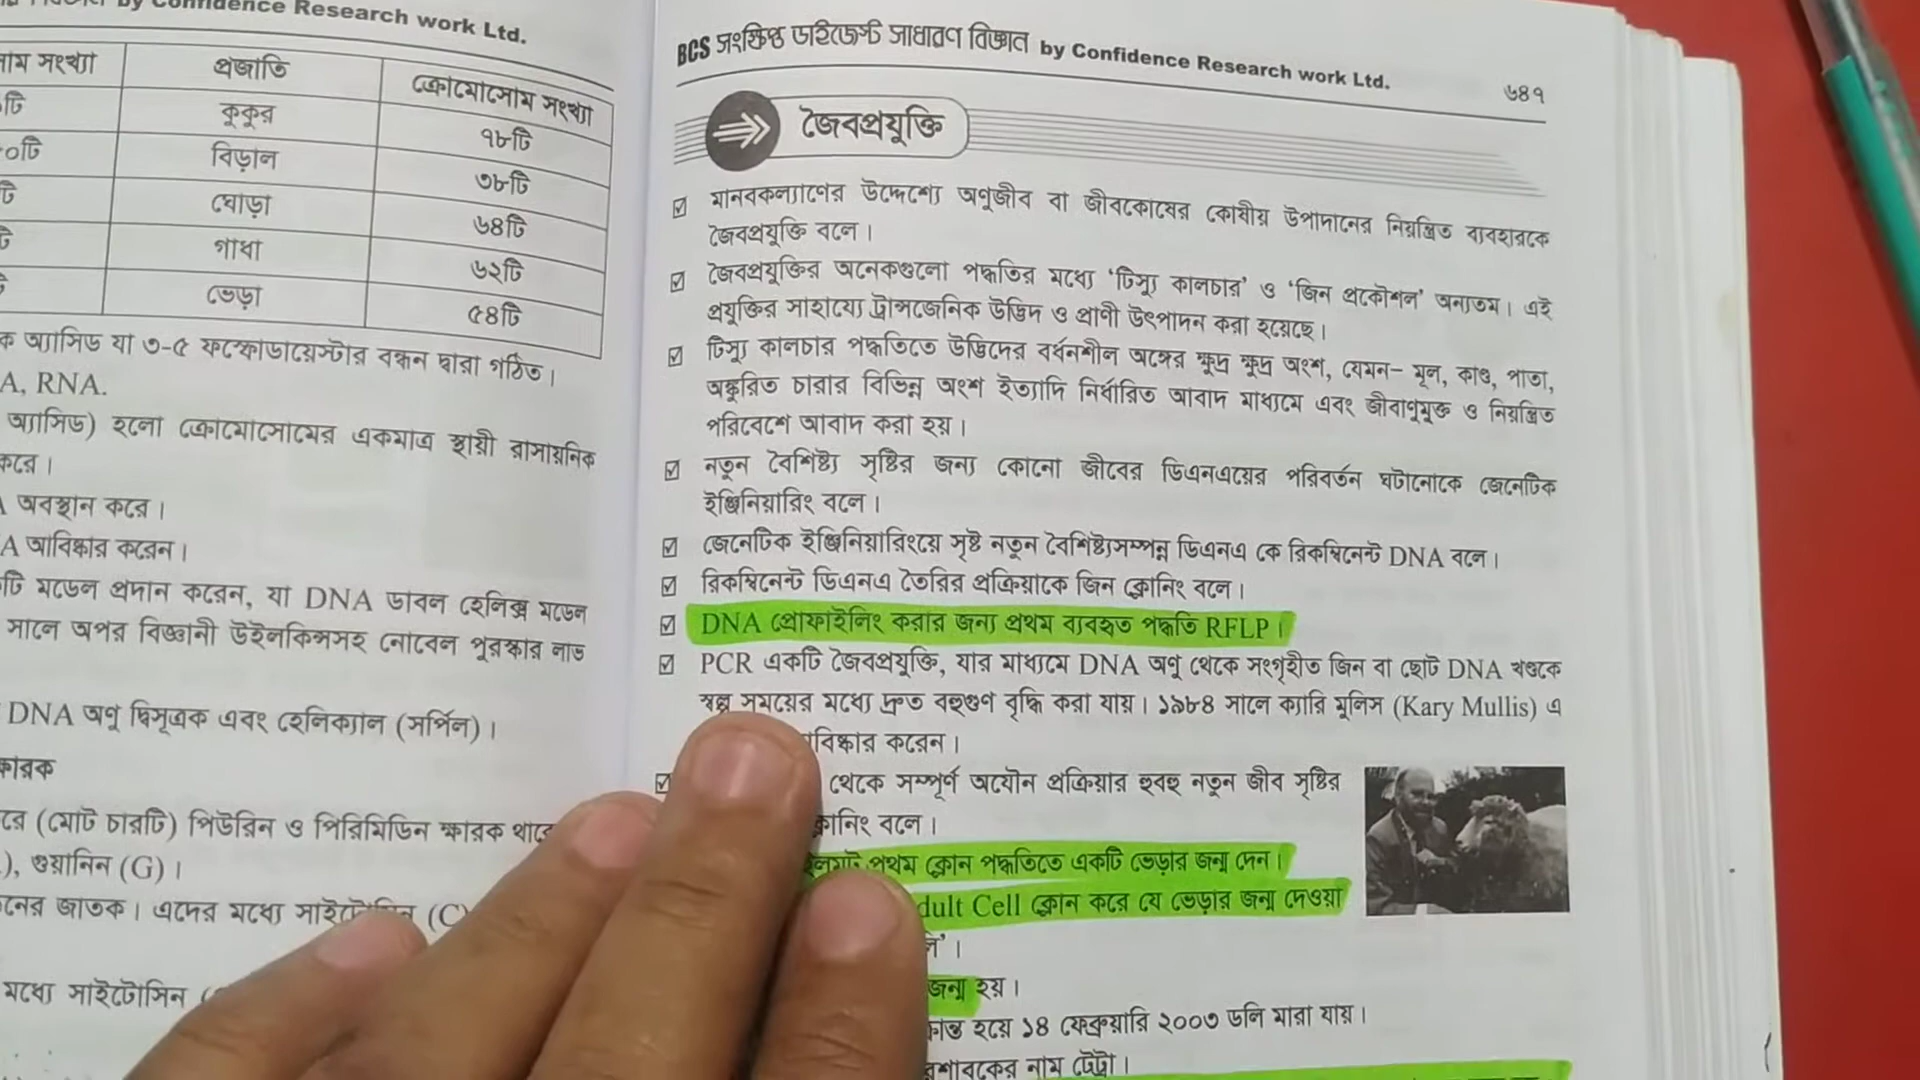 by Confidence Research work Ltd.
সংখ্যা প্রজাতি ক্রোমোসোম সংখ্যা
টি কুকুর ৭৮টি
০টি বিড়াল ৩৮টি
টি ঘোড়া ৬৪টি
গাধা ৬২টি
ভেড়া ৫৪টি
ক অ্যাসিড যা ৩-৫ ফসফোডায়েস্টার বন্ধন দ্বারা গঠিত।
A, RNA.
অ্যাসিড) হলো ক্রোমোসোমের একমাত্র স্থায়ী রাসায়নিক
করে।
অবস্থান করে।
A আবিষ্কার করেন।
টি মডেল প্রদান করেন, যা DNA ডাবল হেলিক্স মডেল
সালে অপর বিজ্ঞানী উইলকিন্সসহ নোবেল পুরস্কার লাভ
DNA অণু দ্বিসূত্রক এবং হেলিক্যাল (সর্পিল)।
ক্ষারক
রে (মোট চারটি) পিউরিন ও পিরিমিডিন ক্ষারক থাকে
), গুয়ানিন (G)।
নের জাতক। এদের মধ্যে সাইটোসিন (C)
মধ্যে সাইটোসিন
BCS সংক্ষিপ্ত ডাইজেস্ট সাধারণ বিজ্ঞান by Confidence Research work Ltd. ৬৪৭
জৈবপ্রযুক্তি
মানবকল্যাণের উদ্দেশ্যে অণুজীব বা জীবকোষের কোষীয় উপাদানের নিয়ন্ত্রিত ব্যবহারকে
জৈবপ্রযুক্তি বলে।
জৈবপ্রযুক্তির অনেকগুলো পদ্ধতির মধ্যে ‘টিস্যু কালচার’ ও ‘জিন প্রকৌশল’ অন্যতম। এই
প্রযুক্তির সাহায্যে ট্রান্সজেনিক উদ্ভিদ ও প্রাণী উৎপাদন করা হয়েছে।
টিস্যু কালচার পদ্ধতিতে উদ্ভিদের বর্ধনশীল অঙ্গের ক্ষুদ্র ক্ষুদ্র অংশ, যেমন– মূল, কাণ্ড, পাতা,
অঙ্কুরিত চারার বিভিন্ন অংশ ইত্যাদি নির্ধারিত আবাদ মাধ্যমে এবং জীবাণুমুক্ত ও নিয়ন্ত্রিত
পরিবেশে আবাদ করা হয়।
নতুন বৈশিষ্ট্য সৃষ্টির জন্য কোনো জীবের ডিএনএয়ের পরিবর্তন ঘটানোকে জেনেটিক
ইঞ্জিনিয়ারিং বলে।
জেনেটিক ইঞ্জিনিয়ারিংয়ে সৃষ্ট নতুন বৈশিষ্ট্যসম্পন্ন ডিএনএ কে রিকম্বিনেন্ট DNA বলে।
রিকম্বিনেন্ট ডিএনএ তৈরির প্রক্রিয়াকে জিন ক্লোনিং বলে।
DNA প্রোফাইলিং করার জন্য প্রথম ব্যবহৃত পদ্ধতি RFLP।
PCR একটি জৈবপ্রযুক্তি, যার মাধ্যমে DNA অণু থেকে সংগৃহীত জিন বা ছোট DNA খণ্ডকে
স্বল্প সময়ের মধ্যে দ্রুত বহুগুণ বৃদ্ধি করা যায়। ১৯৮৪ সালে ক্যারি মুলিস (Kary Mullis) এ
বিষ্কার করেন।
থেকে সম্পূর্ণ অযৌন প্রক্রিয়ার হুবহু নতুন জীব সৃষ্টির
ক্লোনিং বলে।
প্রথম ক্লোন পদ্ধতিতে একটি ভেড়ার জন্ম দেন।
dult Cell ক্লোন করে যে ভেড়ার জন্ম দেওয়া
লি’।
জন্ম হয়।
ক্রান্ত হয়ে ১৪ ফেব্রুয়ারি ২০০৩ ডলি মারা যায়।
রশাবকের নাম টেট্রা।